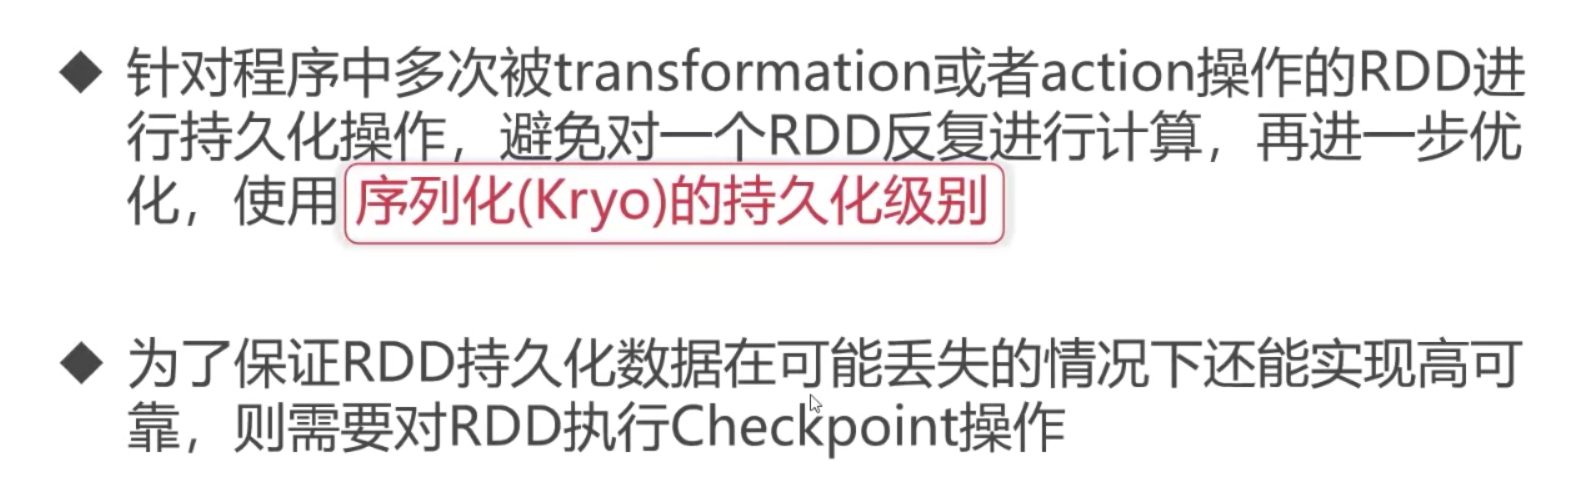 ◆ 针对程序中多次被transformation或者action操作的RDD进
行持久化操作，避免对一个RDD反复进行计算，再进一步优
化，使用序列化(Kryo)的持久化级别
◆ 为了保证RDD持久化数据在可能丢失的情况下还能实现高可
靠，则需要对RDD执行Checkpoint操作